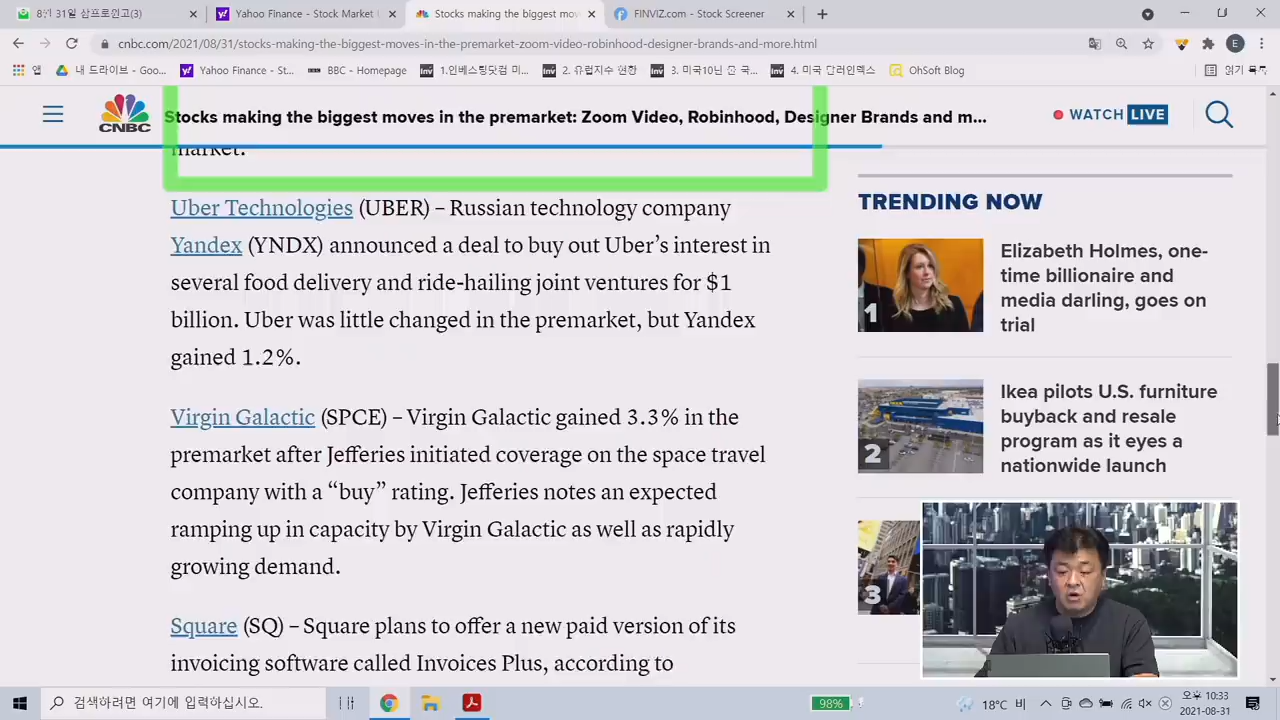 8월 31일 삼프로원고(3)
Yahoo Finance - Stock Market L
Stocks making the biggest mov
FINVIZ.com - Stock Screener
cnbc.com/2021/08/31/stocks-making-the-biggest-moves-in-the-premarket-zoom-video-robinhood-designer-brands-and-more.html
E
앱
내 드라이브 - Goo...
Yahoo Finance - St...
BBC - Homepage
1.인베스팅닷컴 미...
2. 유럽지수 현황
3. 미국10년 존 국...
4. 미국 달러인덱스
OhSoft Blog
읽기 목록
CNBC
Stocks making the biggest moves in the premarket: Zoom Video, Robinhood, Designer Brands and m...
WATCH LIVE
market.
Uber Technologies (UBER) – Russian technology company
Yandex (YNDX) announced a deal to buy out Uber’s interest in
several food delivery and ride-hailing joint ventures for $1
billion. Uber was little changed in the premarket, but Yandex
gained 1.2%.
Virgin Galactic (SPCE) – Virgin Galactic gained 3.3% in the
premarket after Jefferies initiated coverage on the space travel
company with a “buy” rating. Jefferies notes an expected
ramping up in capacity by Virgin Galactic as well as rapidly
growing demand.
Square (SQ) – Square plans to offer a new paid version of its
invoicing software called Invoices Plus, according to
TRENDING NOW
1
Elizabeth Holmes, one-
time billionaire and
media darling, goes on
trial
2
Ikea pilots U.S. furniture
buyback and resale
program as it eyes a
nationwide launch
3
검색하려면 여기에 입력하십시오.
98%
18°C 비
오후 10:33
2021-08-31